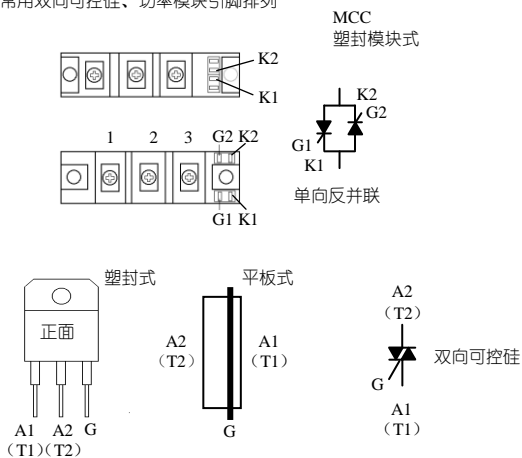 常用双向可控硅、功率模块引脚排列
MCC
塑封模块式
K2
K1
K2
G2
G1
K1
单向反并联
1 2 3 G2 K2
G1 K1
塑封式
正面
A1 A2 G
(T1)(T2)
平板式
A2
(T2)
A1
(T1)
G
A2
(T2)
双向可控硅
G
A1
(T1)